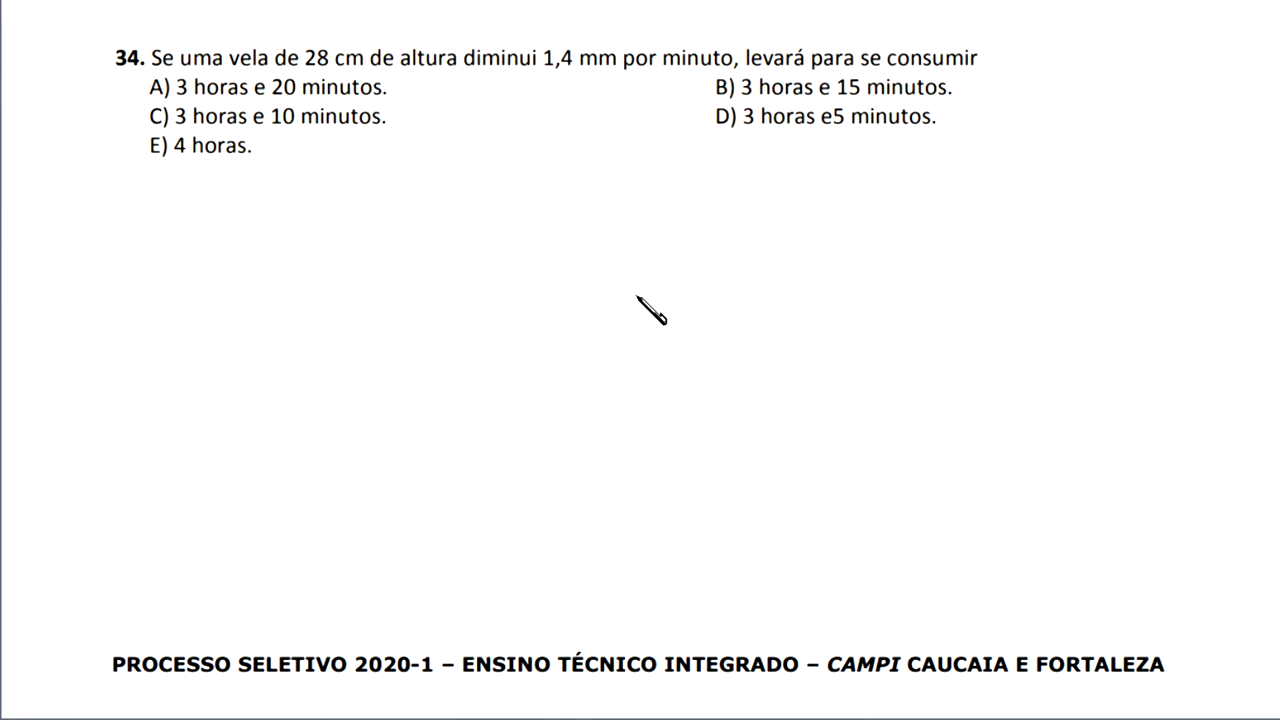 34. Se uma vela de 28 cm de altura diminui 1,4 mm por minuto, levará para se consumir
A) 3 horas e 20 minutos. B) 3 horas e 15 minutos.
C) 3 horas e 10 minutos. D) 3 horas e5 minutos.
E) 4 horas.
PROCESSO SELETIVO 2020-1 – ENSINO TÉCNICO INTEGRADO – CAMPI CAUCAIA E FORTALEZA